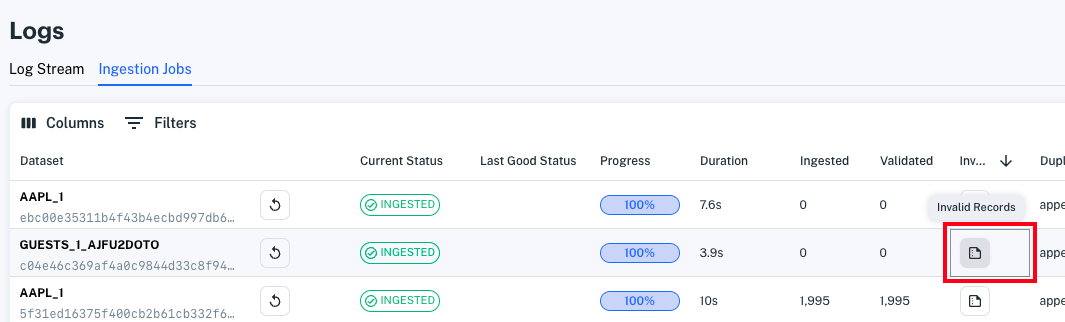 Logs
Log Stream Ingestion Jobs
Columns Filters
Dataset Current Status Last Good Status Progress Duration Ingested Validated Inv... Dupl
AAPL_1 INGESTED 100% 7.6s 0 0 appe
ebc00e35311b4f43b4ecbd997db6...
Invalid Records
GUESTS_1_AJFU2DOTO INGESTED 100% 3.9s 0 0 appe
c04e46c369af4a0c9844d33c8f94...
AAPL_1 INGESTED 100% 10s 1,995 1,995 appe
5f31ed16375f400cb2b61cb332f6...